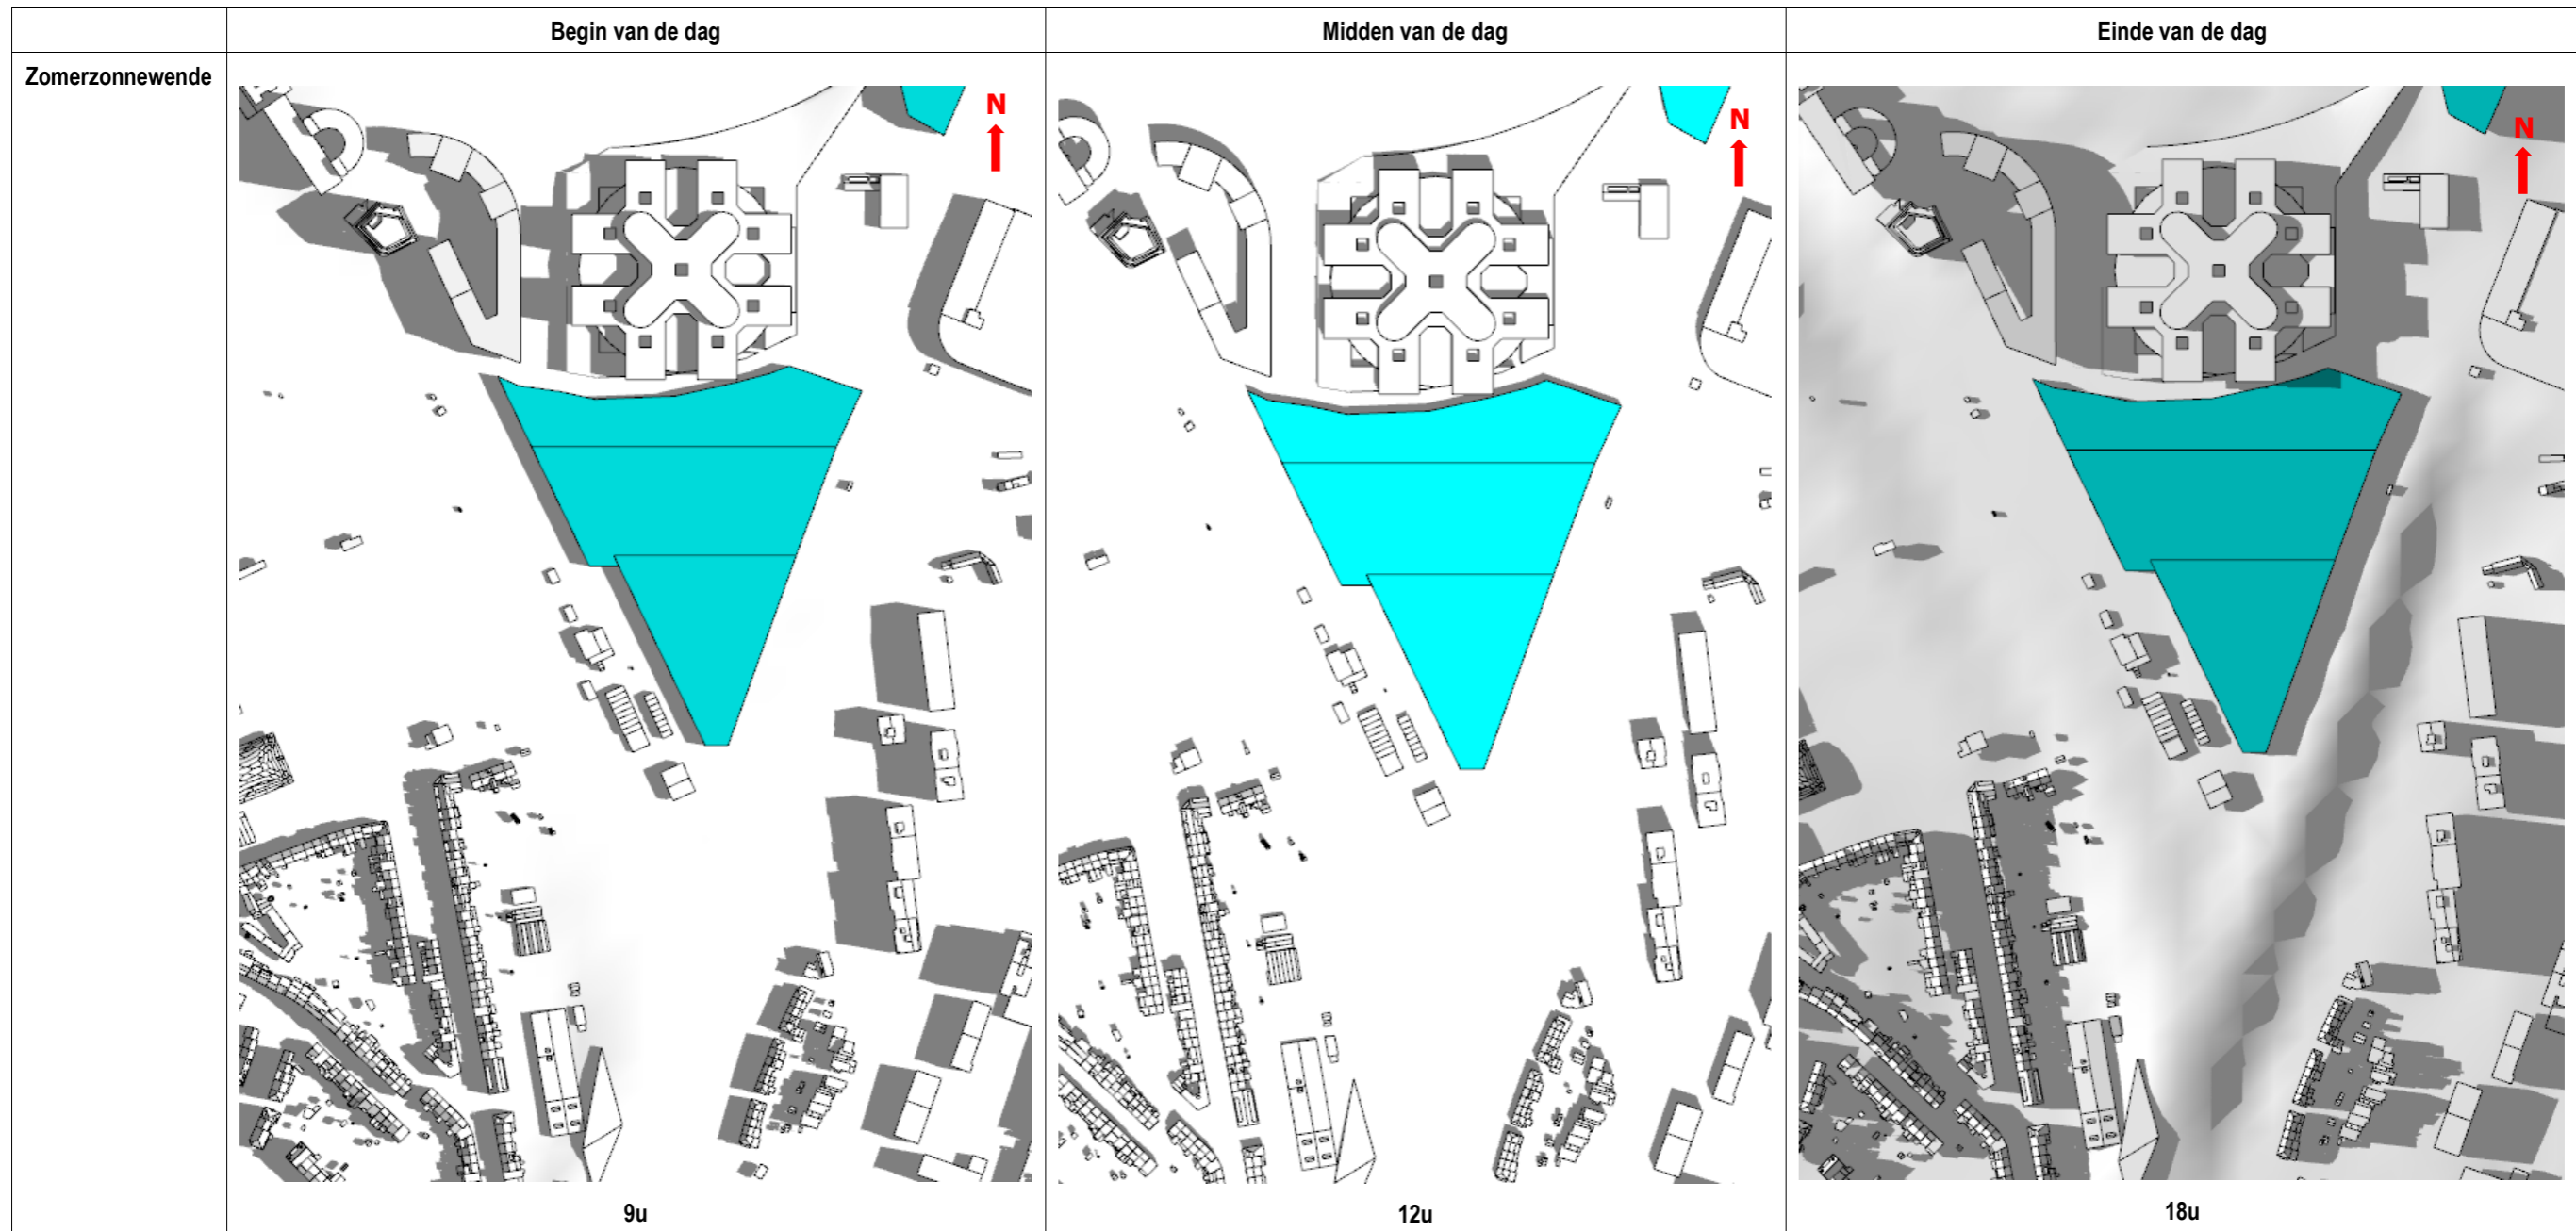 Begin van de dag
Midden van de dag
Einde van de dag
Zomerzonnewende
N
N
N
9u
12u
18u